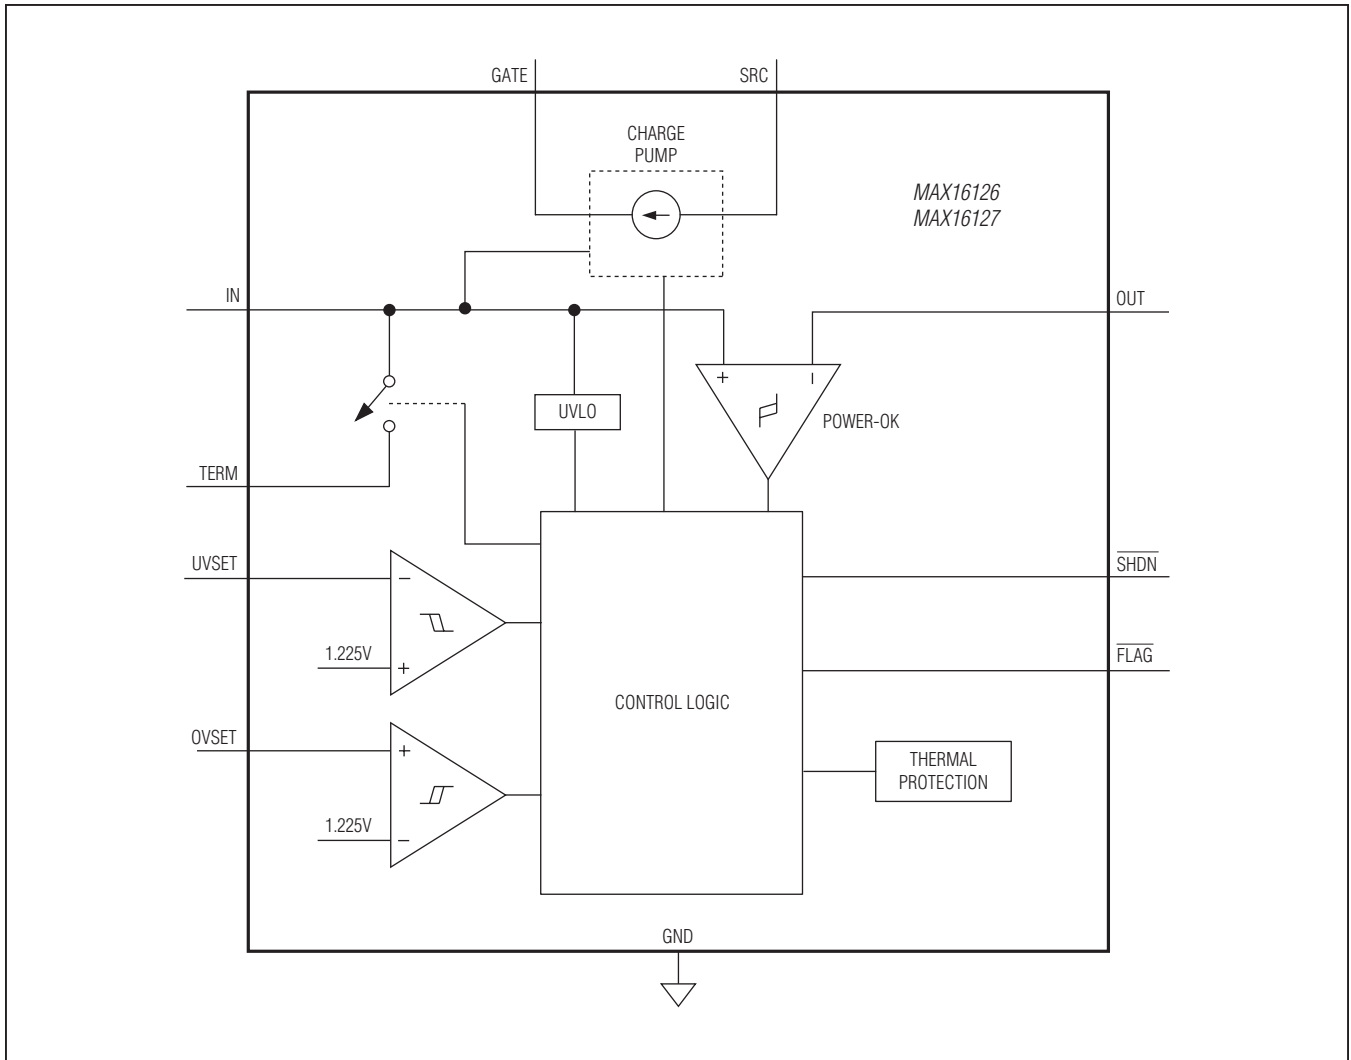 GATE
SRC
CHARGE
PUMP
MAX16126
MAX16127
IN
OUT
+
−
UVLO
POWER-OK
TERM
UVSET
−
SHDN
1.225V
+
FLAG
CONTROL LOGIC
OVSET
+
THERMAL
PROTECTION
1.225V
−
GND